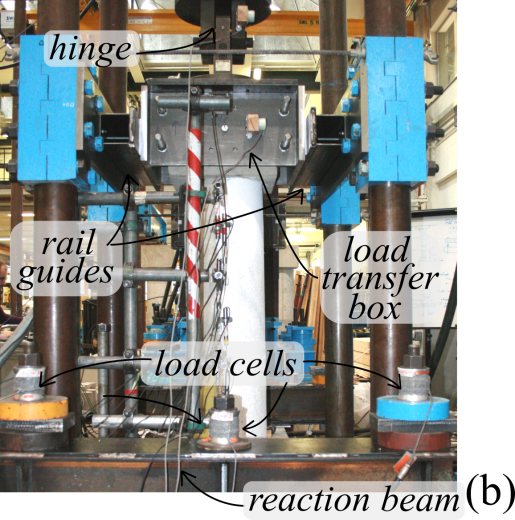 hinge
rail
guides
load
transfer
box
load cells
reaction beam
(b)